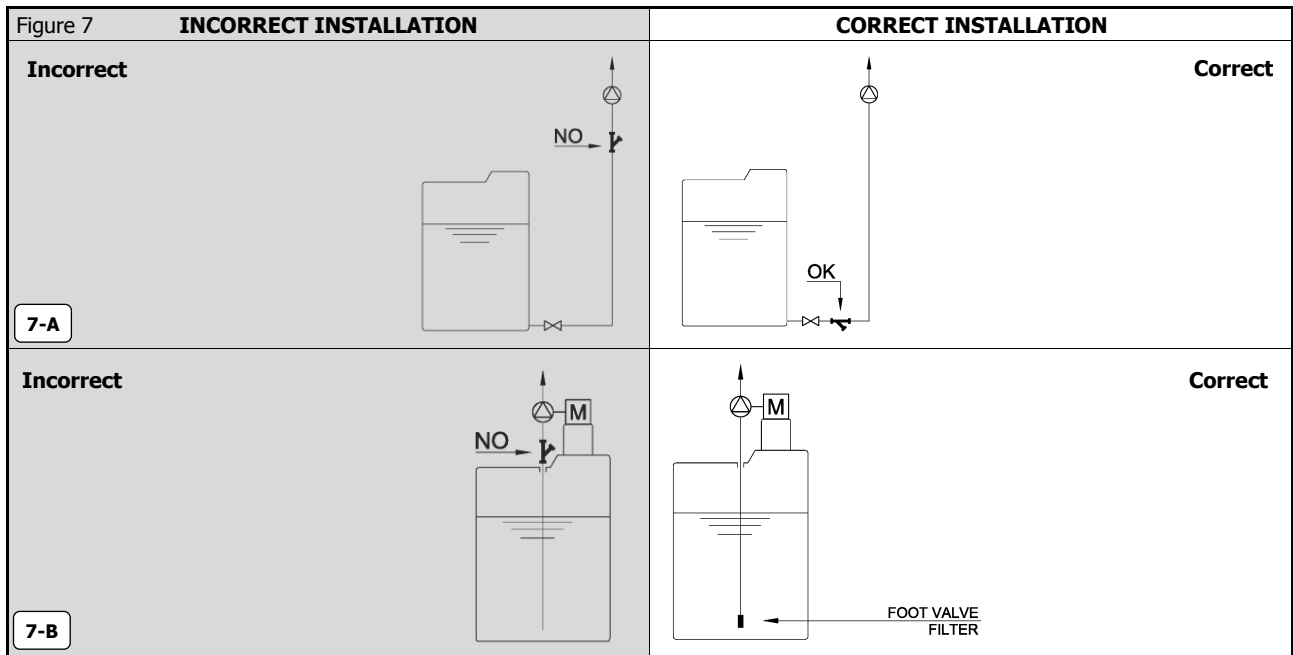 Figure 7 INCORRECT INSTALLATION
CORRECT INSTALLATION
Incorrect
NO
7-A
Correct
OK
Incorrect
M
NO
7-B
Correct
M
FOOT VALVE
FILTER